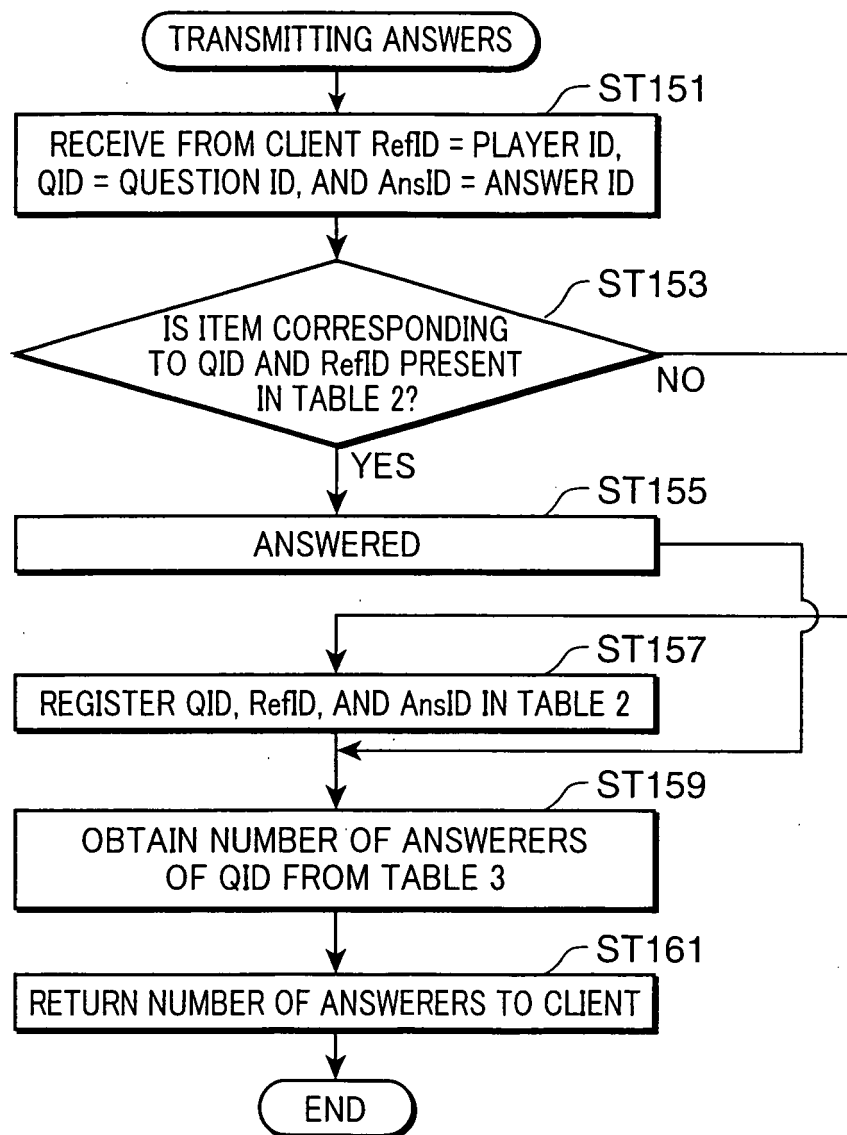 TRANSMITTING ANSWERS
ST151
RECEIVE FROM CLIENT RefID = PLAYER ID,
QID = QUESTION ID, AND AnsID = ANSWER ID
ST153
IS ITEM CORRESPONDING
TO QID AND RefID PRESENT
IN TABLE 2?
NO
YES
ST155
ANSWERED
ST157
REGISTER QID, RefID, AND AnsID IN TABLE 2
ST159
OBTAIN NUMBER OF ANSWERERS
OF QID FROM TABLE 3
ST161
RETURN NUMBER OF ANSWERERS TO CLIENT
END